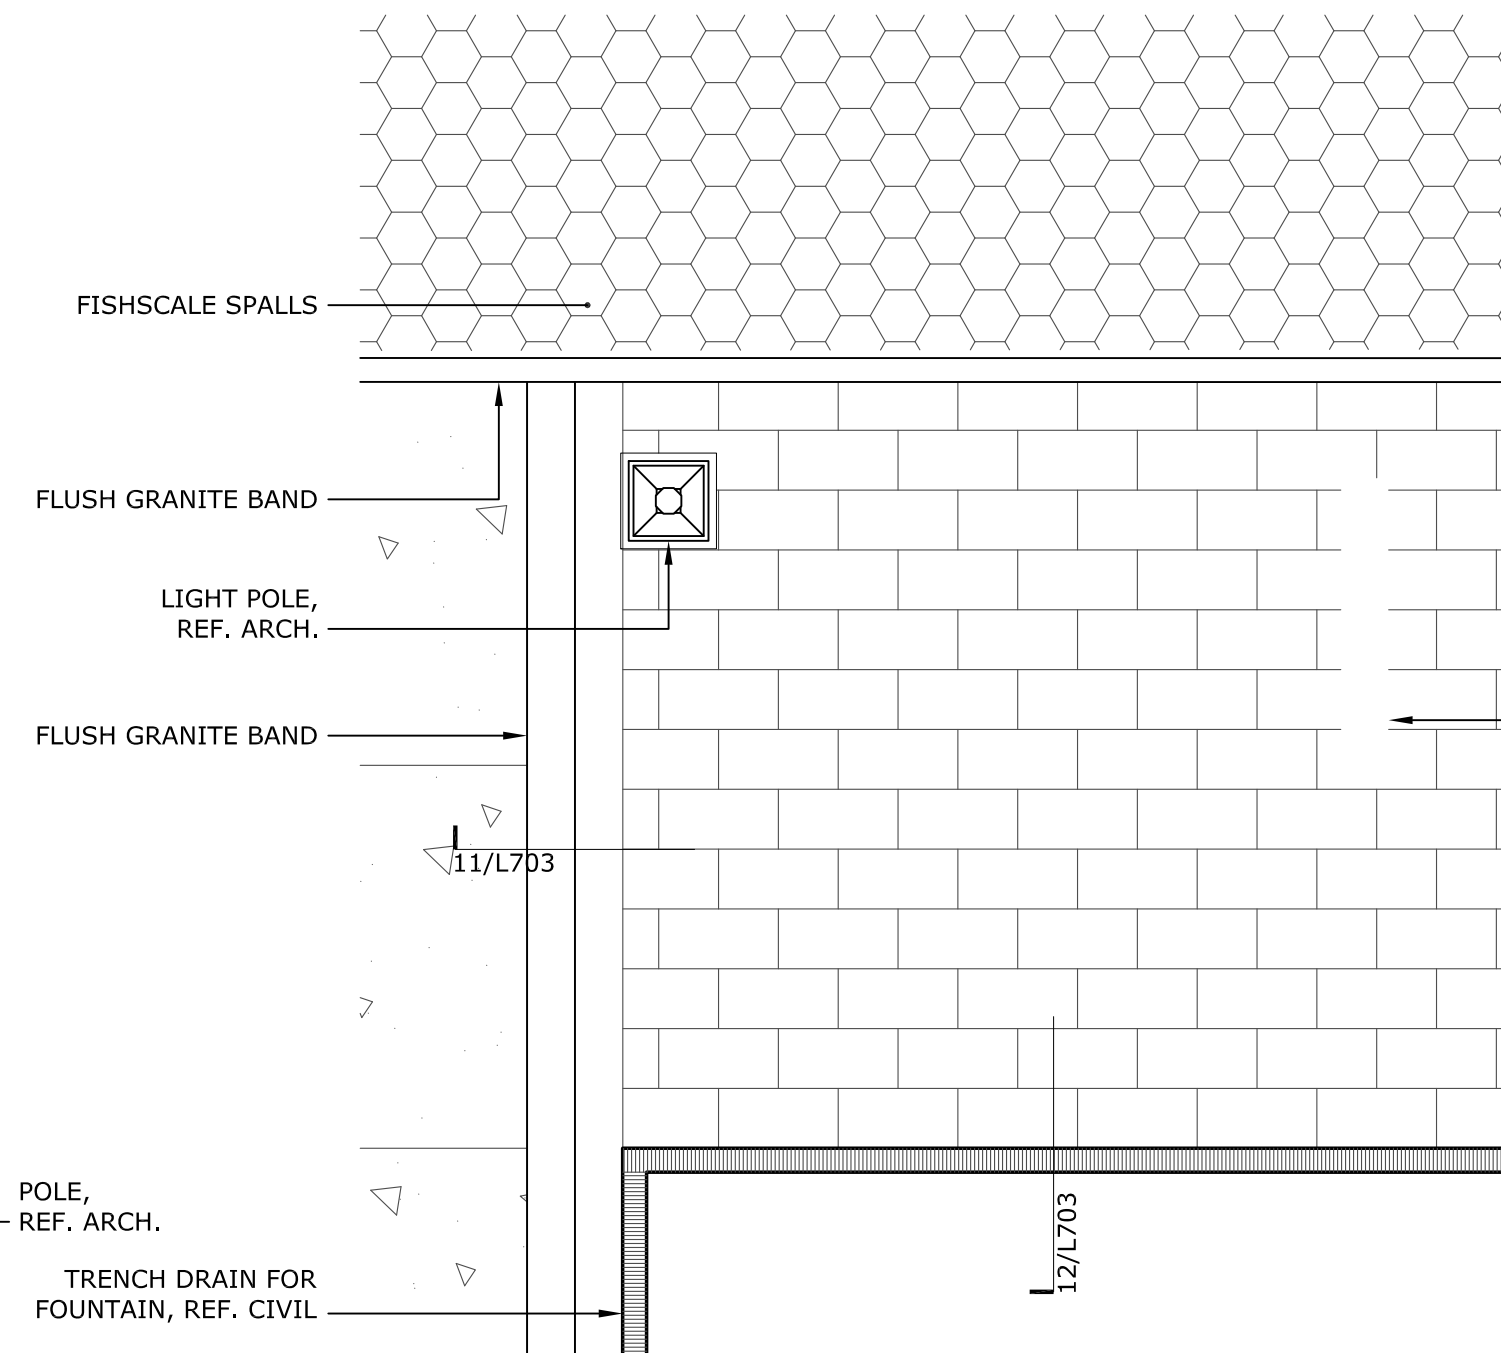 FISHSCALE SPALLS
FLUSH GRANITE BAND
LIGHT POLE,
REF. ARCH.
FLUSH GRANITE BAND
11/L703
POLE,
REF. ARCH.
12/L703
TRENCH DRAIN FOR
FOUNTAIN, REF. CIVIL